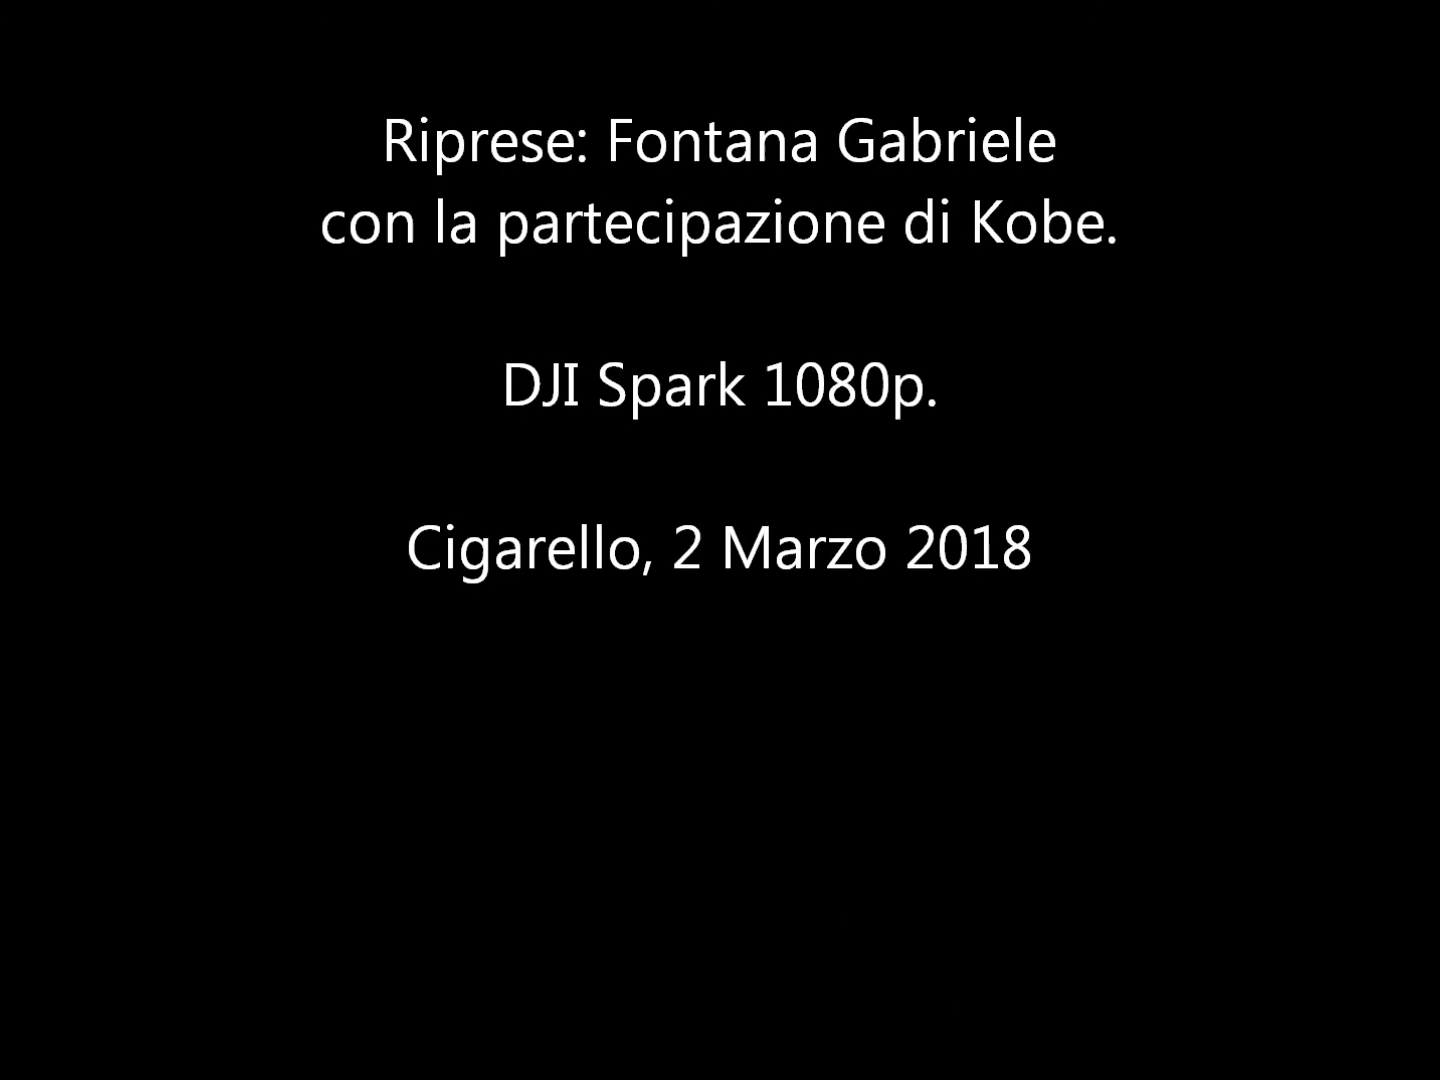 Riprese: Fontana Gabriele
con la partecipazione di Kobe.
DJI Spark 1080p.
Cigarello, 2 Marzo 2018